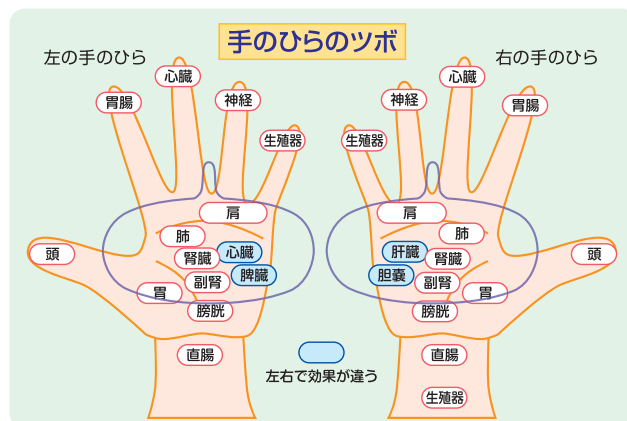 手のひらのツボ
左の手のひら
右の手のひら
心臓
胃腸
神経
生殖器
肩
肺
心臓
腎臓
脾臓
副腎
胃
膀胱
頭
直腸
心臓
神経
胃腸
生殖器
肩
肺
肝臓
腎臓
胆嚢
副腎
胃
膀胱
頭
直腸
生殖器
左右で効果が違う